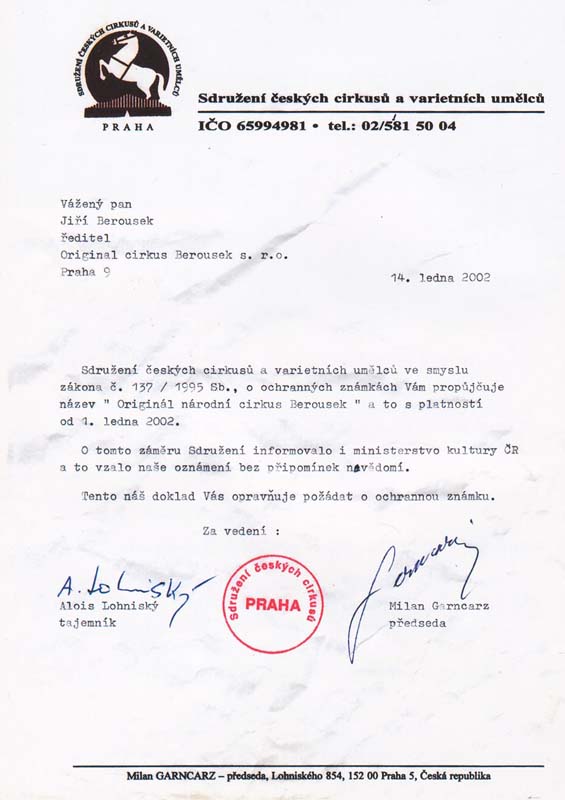 SDRUŽENÍ ČESKÝCH CIRKUSŮ A VARIETNÍCH UMĚLCŮ
PRAHA
Sdružení českých cirkusů a varietních umělců
IČO 65994981 • tel.: 02/581 50 04
Vážený pan
Jiří Berousek
ředitel
Original cirkus Berousek s. r.o.
Praha 9
14. ledna 2002
Sdružení českých cirkusů a varietních umělců ve smyslu
zákona č. 137 / 1995 Sb., o ochranných známkách Vám propůjčuje
název " Originál národní cirkus Berousek " a to s platností
od 1. ledna 2002.
O tomto záměru Sdružení informovalo i ministerstvo kultury ČR
a to vzalo naše oznámení bez připomínek navědomí.
Tento náš doklad Vás opravňuje požádat o ochrannou známku.
Za vedení :
A. Lohniský
Garncarz
Sdružení českých cirkusů
PRAHA
Alois Lohniský
tajemník
Milan Garncarz
předseda
Milan GARNCARZ – předseda, Lohniského 854, 152 00 Praha 5, Česká republika